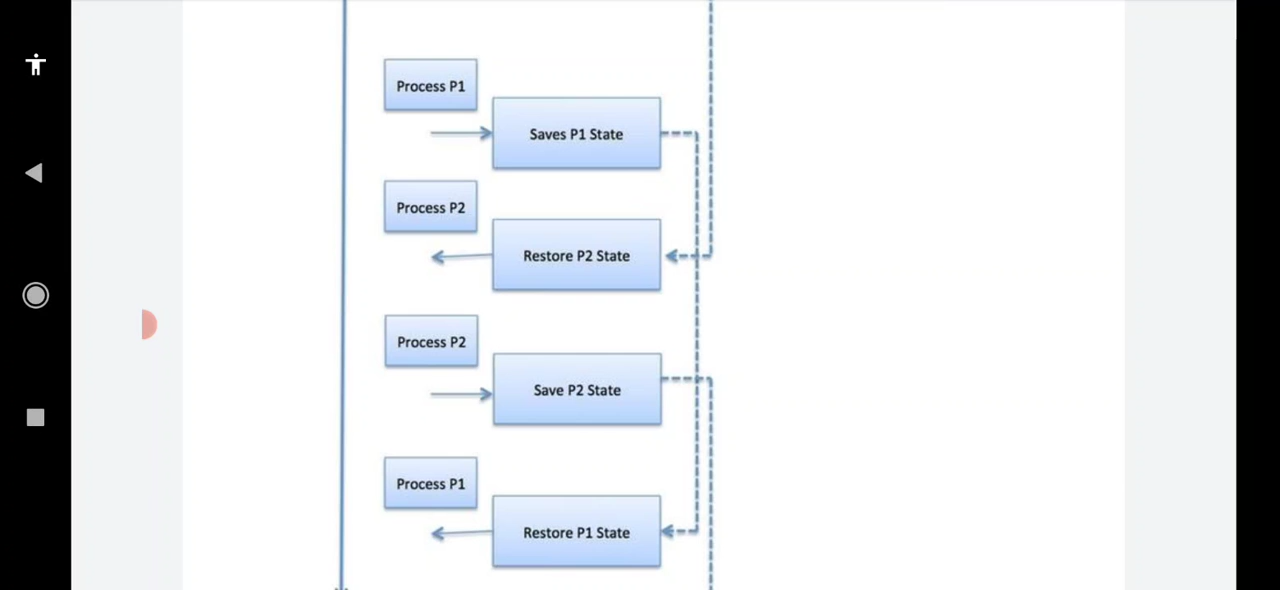 Process P1
Saves P1 State
Process P2
Restore P2 State
Process P2
Save P2 State
Process P1
Restore P1 State